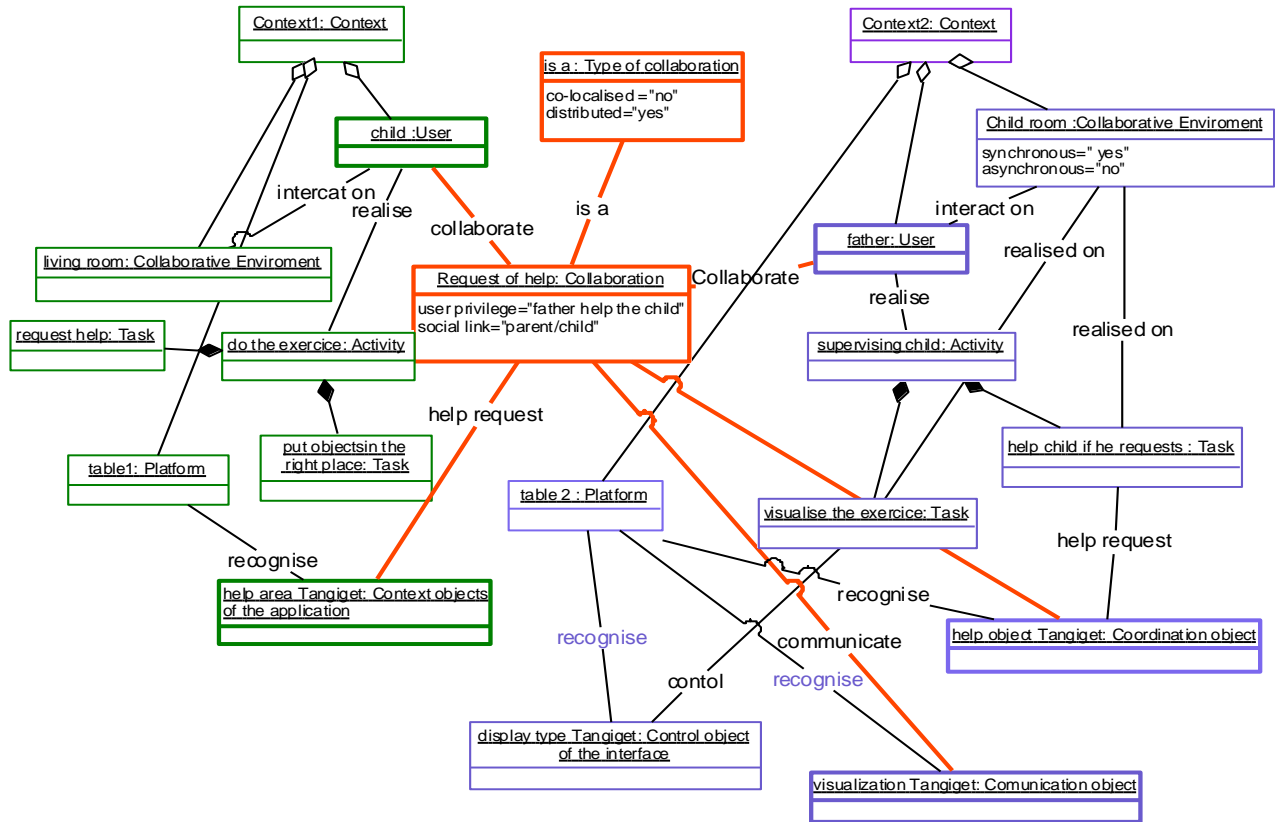 Context1: Context
Context2: Context
is a : Type of collaboration
co-localised ="no"
distributed="yes"
child :User
Child room :Collaborative Enviroment
synchronous=" yes"
asynchronous="no"
intercat on
realise
is a
interact on
collaborate
father: User
realised on
living room: Collaborative Enviroment
Request of help: Collaboration
Collaborate
user privilege="father help the child"
social link="parent/child"
realise
request help: Task
do the exercice: Activity
supervising child: Activity
realised on
help request
put objectsin the
right place: Task
help child if he requests : Task
table1: Platform
table 2 : Platform
visualise the exercice: Task
help request
recognise
recognise
help area Tangiget: Context objects
of the application
recognise
communicate
help object Tangiget: Coordination object
contol
recognise
display type Tangiget: Control object
of the interface
visualization Tangiget: Comunication object